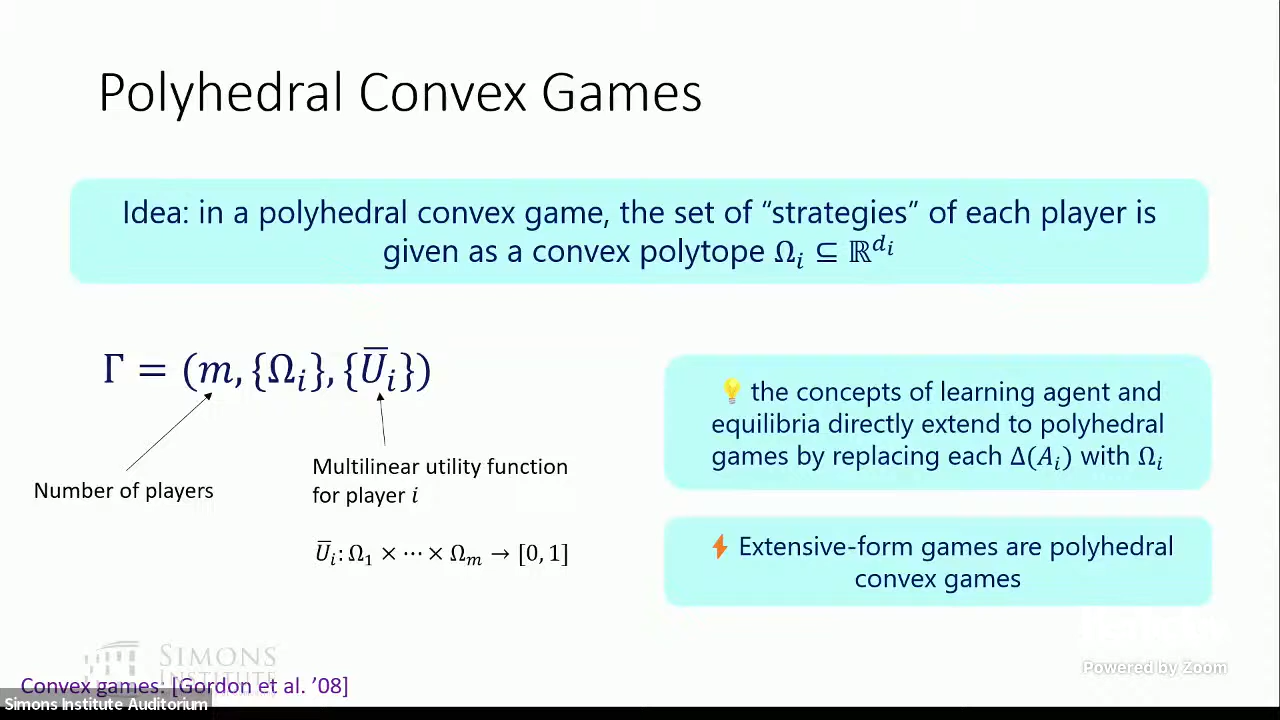 Polyhedral Convex Games
Idea: in a polyhedral convex game, the set of “strategies” of each player is
given as a convex polytope Ωᵢ ⊆ ℝ^{dᵢ}
Γ = (m, {Ωᵢ}, {U̅ᵢ})
Number of players
Multilinear utility function
for player i
U̅ᵢ: Ω₁ × ⋯ × Ωₘ → [0, 1]
💡 the concepts of learning agent and
equilibria directly extend to polyhedral
games by replacing each Δ(Aᵢ) with Ωᵢ
⚡ Extensive-form games are polyhedral
convex games
SIMONS
INSTITUTE
Convex games: [Gordon et al. ’08]
Simons Institute Auditorium
Powered by Zoom